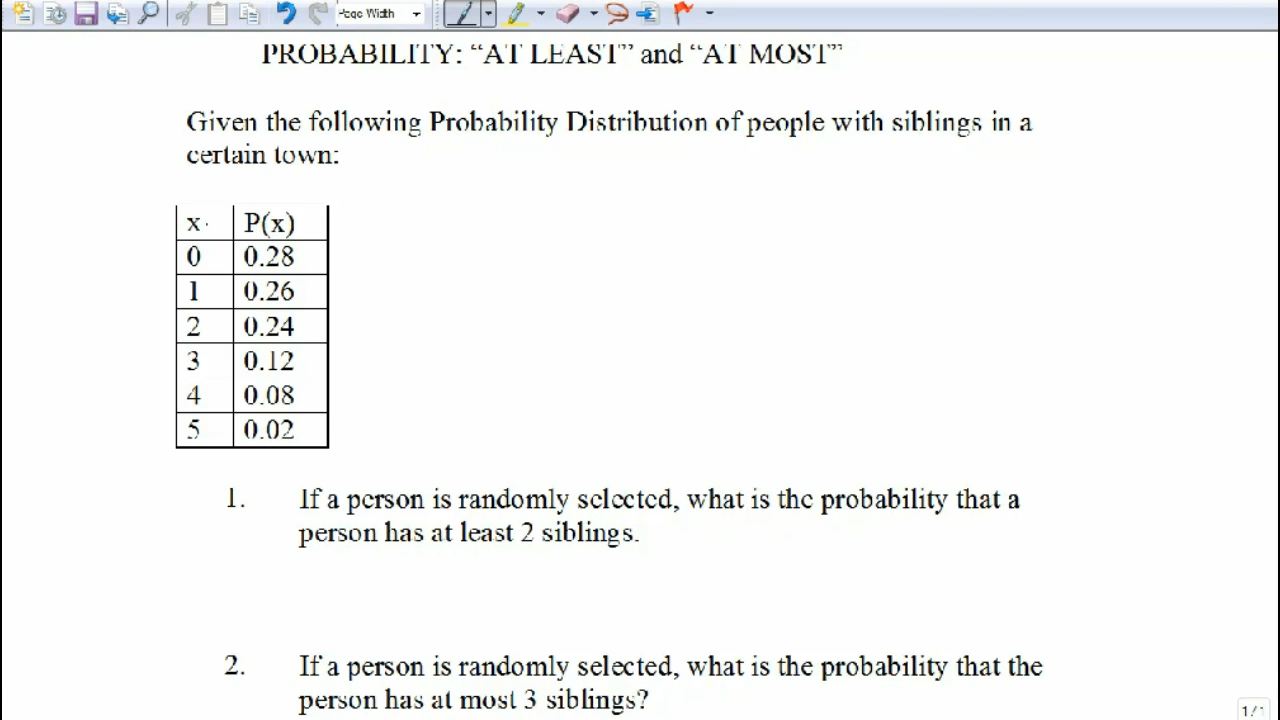 Page Width
PROBABILITY: “AT LEAST” and “AT MOST”
Given the following Probability Distribution of people with siblings in a
certain town:
x P(x)
0 0.28
1 0.26
2 0.24
3 0.12
4 0.08
5 0.02
1. If a person is randomly selected, what is the probability that a
person has at least 2 siblings.
2. If a person is randomly selected, what is the probability that the
person has at most 3 siblings?
1/1